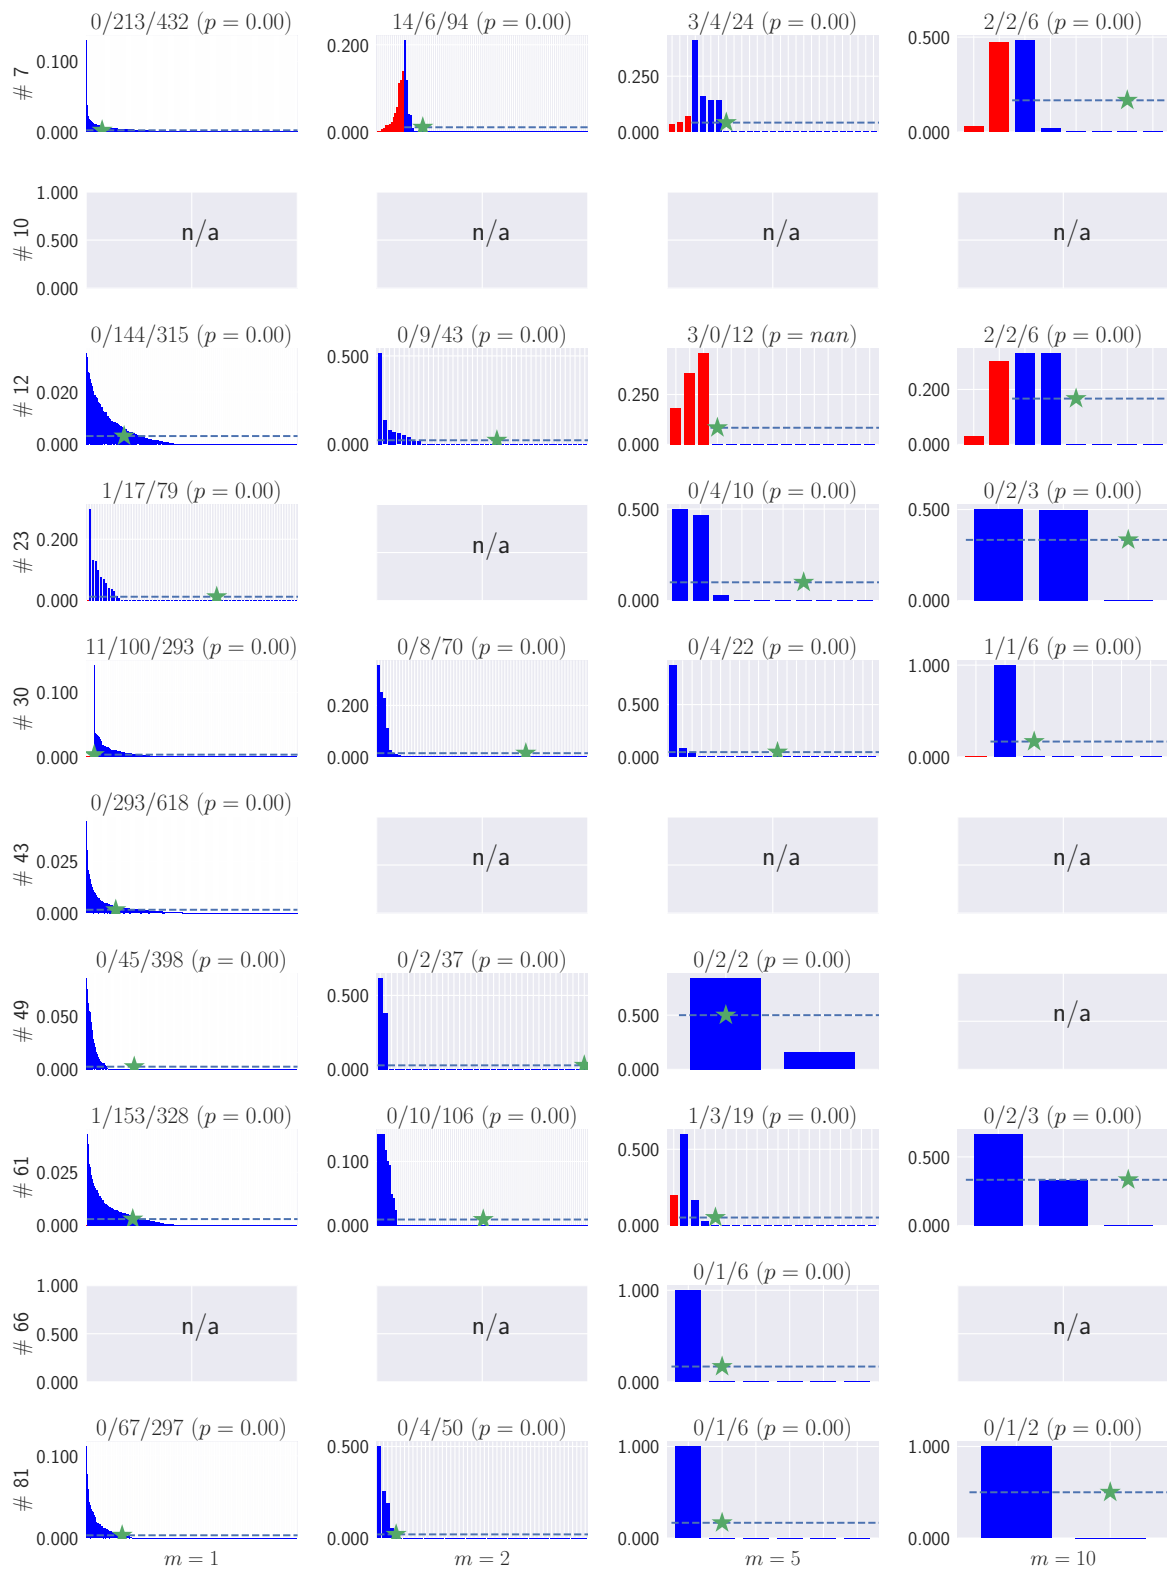 0/213/432 (p = 0.00) 14/6/94 (p = 0.00) 3/4/24 (p = 0.00) 2/2/6 (p = 0.00)
# 7
0.100 0.200 0.250 0.500
0.000 0.000 0.000 0.000
# 10
1.000
0.500 n/a n/a n/a n/a
0.000
0/144/315 (p = 0.00) 0/9/43 (p = 0.00) 3/0/12 (p = nan) 2/2/6 (p = 0.00)
# 12
0.020 0.500 0.250 0.200
0.000 0.000 0.000 0.000
1/17/79 (p = 0.00) 0/4/10 (p = 0.00) 0/2/3 (p = 0.00)
# 23
0.200 n/a 0.500 0.500
0.000 0.000 0.000
11/100/293 (p = 0.00) 0/8/70 (p = 0.00) 0/4/22 (p = 0.00) 1/1/6 (p = 0.00)
# 30
0.100 0.200 0.500 1.000
0.500
0.000 0.000 0.000 0.000
0/293/618 (p = 0.00)
# 43
0.025 n/a n/a n/a
0.000
0/45/398 (p = 0.00) 0/2/37 (p = 0.00) 0/2/2 (p = 0.00)
# 49
0.050 0.500 0.500 n/a
0.000 0.000 0.000
1/153/328 (p = 0.00) 0/10/106 (p = 0.00) 1/3/19 (p = 0.00) 0/2/3 (p = 0.00)
# 61
0.025 0.100 0.500 0.500
0.000 0.000 0.000 0.000
0/1/6 (p = 0.00)
# 66
1.000 1.000
0.500 n/a n/a 0.500 n/a
0.000 0.000
0/67/297 (p = 0.00) 0/4/50 (p = 0.00) 0/1/6 (p = 0.00) 0/1/2 (p = 0.00)
# 81
0.100 0.500 1.000 1.000
0.500 0.500
0.000 0.000 0.000 0.000
m = 1 m = 2 m = 5 m = 10